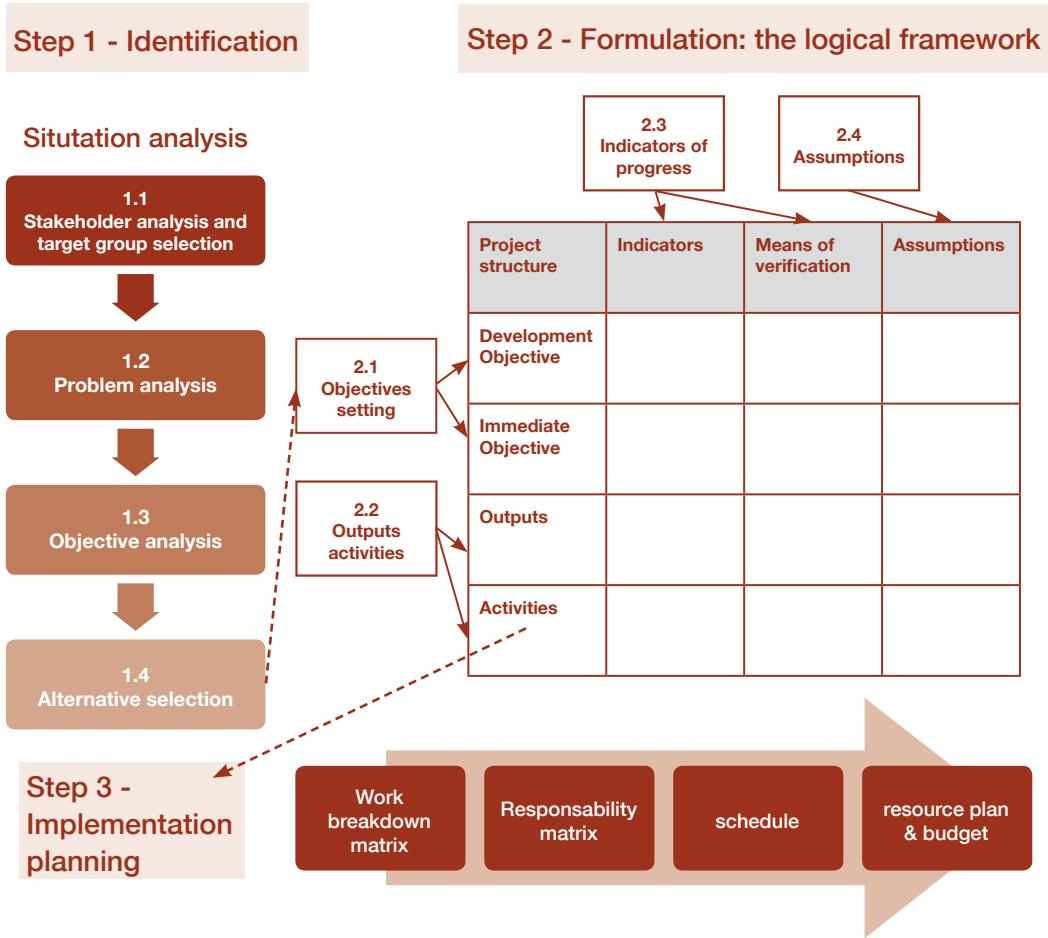 Step 1 - Identification
Step 2 - Formulation: the logical framework
Situtation analysis
1.1
Stakeholder analysis and
target group selection
1.2
Problem analysis
1.3
Objective analysis
1.4
Alternative selection
2.3
Indicators of
progress
2.4
Assumptions
2.1
Objectives
setting
2.2
Outputs
activities
Project
structure
Indicators
Means of
verification
Assumptions
Development
Objective
Immediate
Objective
Outputs
Activities
Step 3 -
Implementation
planning
Work
breakdown
matrix
Responsability
matrix
schedule
resource plan
& budget